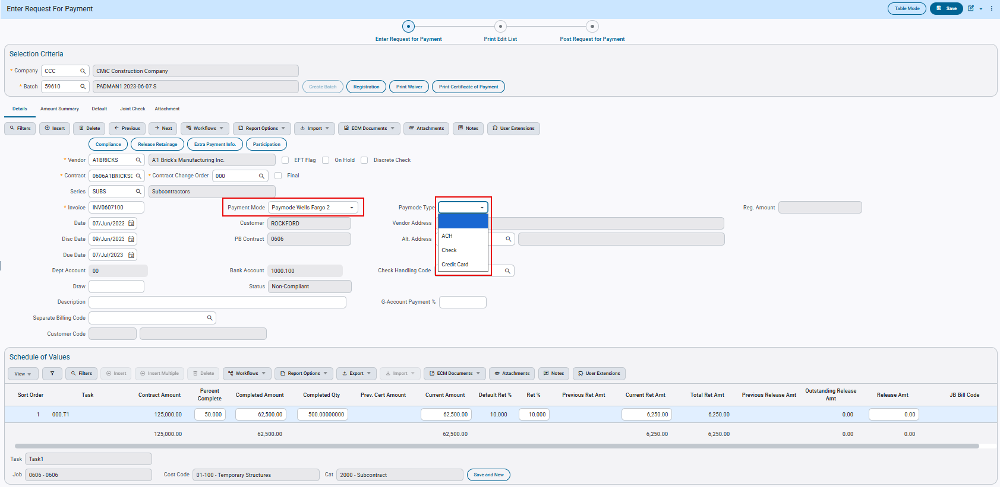 Enter Request For Payment
Table Mode Save
Enter Request for Payment Print Edit List Post Request for Payment
Selection Criteria
* Company CCC CMiC Construction Company
* Batch 59610 PADMAN1 2023-06-07 S Create Batch Registration Print Waiver Print Certificate of Payment
Details Amount Summary Default Joint Check Attachment
Filters Insert Delete Previous Next Workflows Report Options Import ECM Documents Attachments Notes User Extensions
Compliance Release Retainage Extra Payment Info. Participation
* Vendor A1BRICKS A'1 Brick's Manufacturing Inc. EFT Flag On Hold Discrete Check
* Contract 0606A1BRICKSC * Contract Change Order 000 Final
Series SUBS Subcontractors
* Invoice INV0607100 Payment Mode Paymode Wells Fargo 2 Paymode Type Reg. Amount
Date 07/Jun/2023 Customer ROCKFORD Vendor Address
ACH
Disc Date 09/Jun/2023 PB Contract 0606 Alt. Address
Check
Due Date 07/Jul/2023
Credit Card
Dept Account 00 Bank Account 1000.100 Check Handling Code
Draw Status Non-Compliant
Description G-Account Payment %
Separate Billing Code
Customer Code
Schedule of Values
View Filters Insert Insert Multiple Delete Workflows Report Options Export Import ECM Documents Attachments Notes User Extensions
Sort Order Task Contract Amount Percent Complete Completed Amount Completed Qty Prev. Cert Amount Current Amount Default Ret % Ret % Previous Ret Amt Current Ret Amt Total Ret Amt Previous Release Amt Outstanding Release Amt Release Amt JB Bill Code
1 000.T1 125,000.00 50.000 62,500.00 500.00000000 62,500.00 10.000 10.000 6,250.00 6,250.00 0.00 0.00
125,000.00 62,500.00 62,500.00 6,250.00 6,250.00 0.00 0.00
Task Task1
Job 0606 - 0606 Cost Code 01-100 - Temporary Structures Cat 2000 - Subcontract Save and New